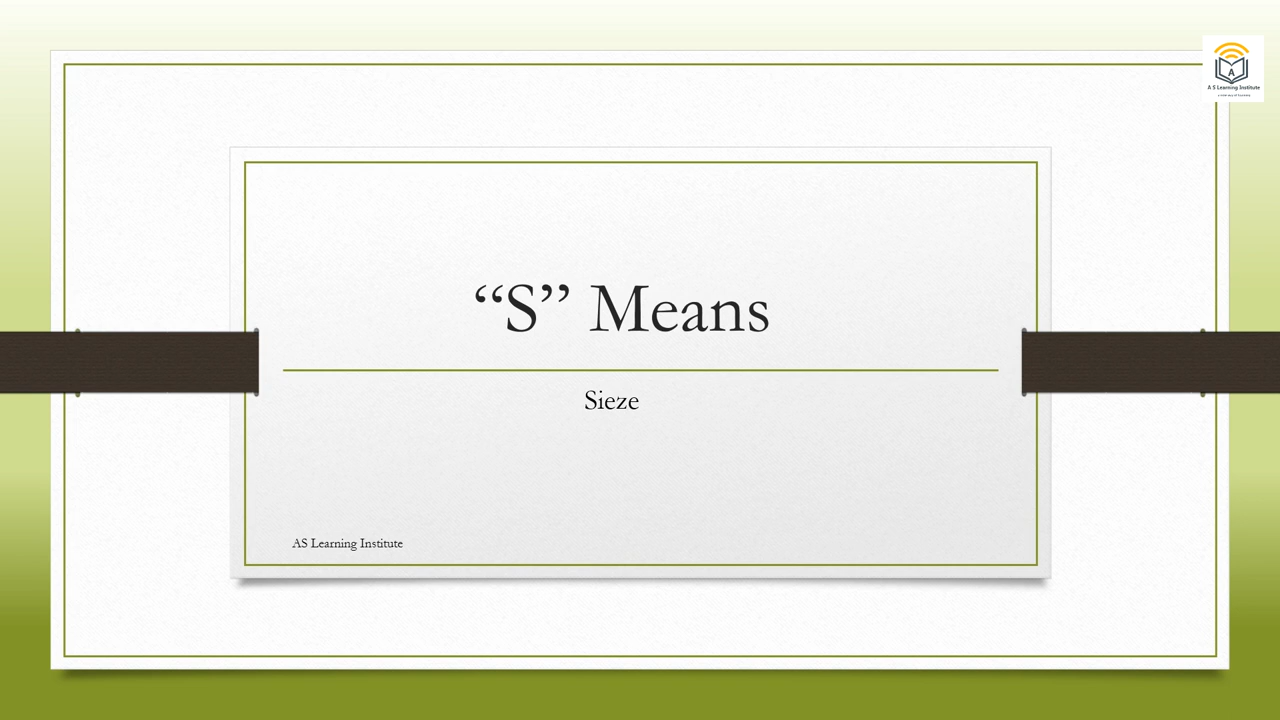 A
A S Learning Institute
“S” Means
Sieze
AS Learning Institute